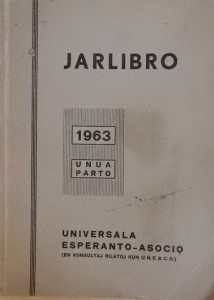 JARLIBRO
1963
UNUA
PARTO
UNIVERSALA
ESPERANTO-ASOCIO
(EN KONSULTAJ RILATOJ KUN U.N.E.S.C.O.)